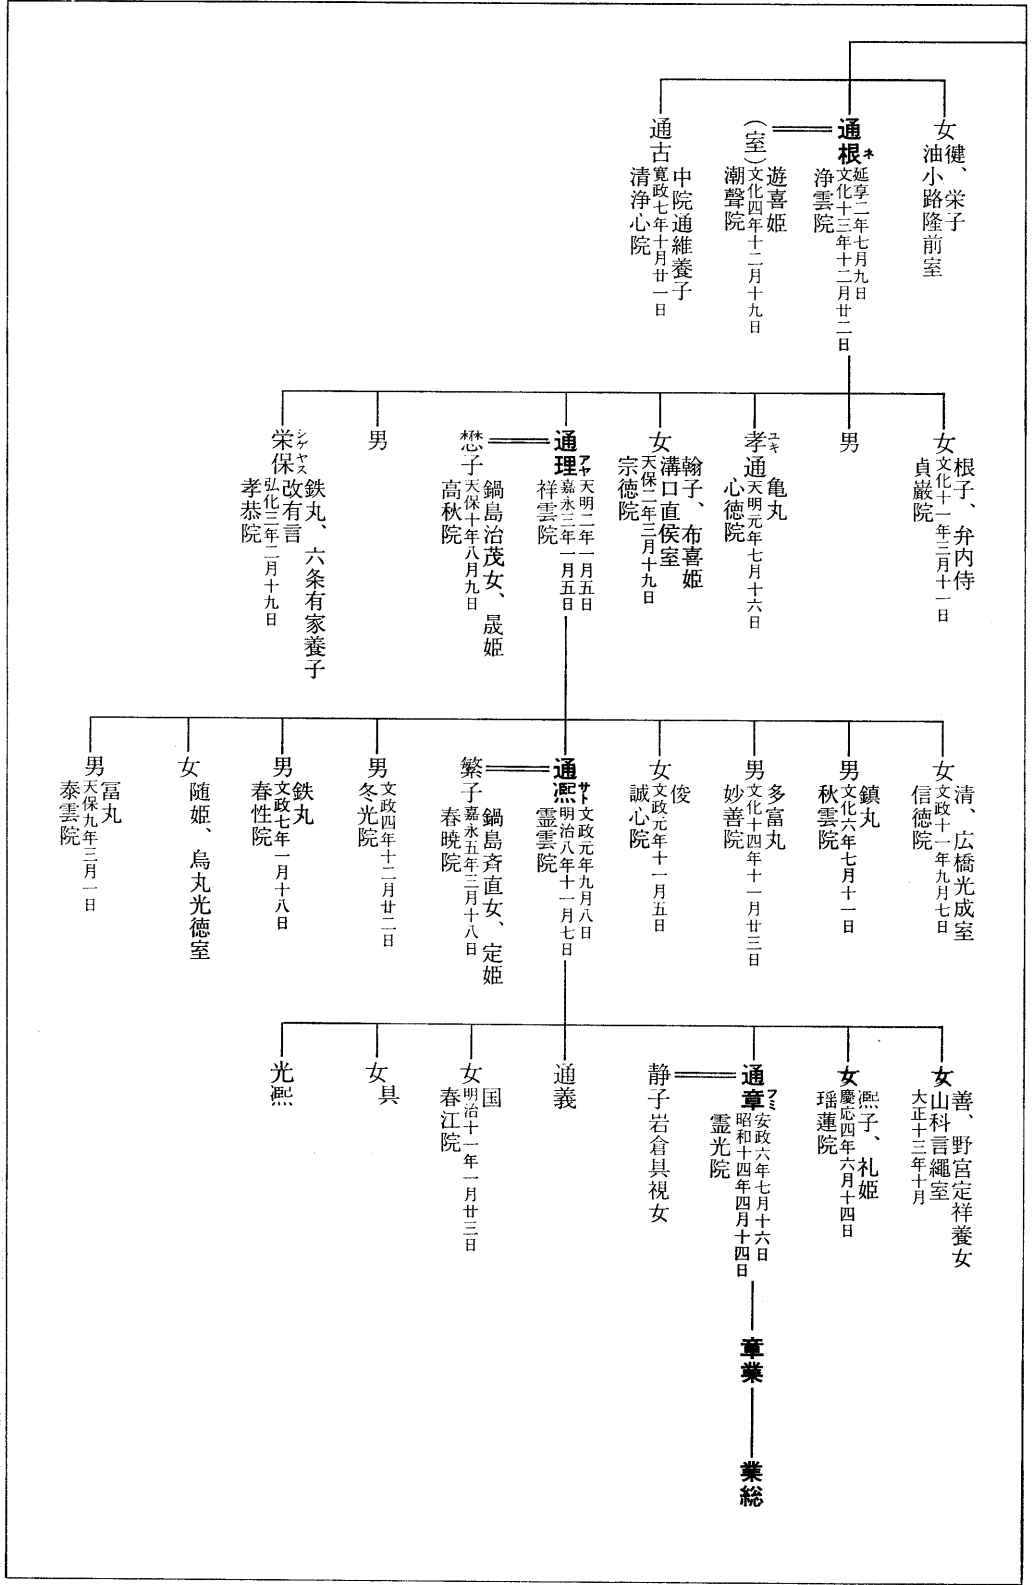 女
健、栄子
油小路隆前室
通根
ネ
延享二年七月九日
文化十三年十二月廿二日
浄雲院
(室)
遊喜姫
文化四年十二月十九日
潮聲院
通古
中院通維養子
寛政七年十月廿一日
清浄心院
女
根子、弁内侍
文化十一年三月十一日
貞巌院
男
孝通
ユキ
亀丸
天明元年七月十六日
心徳院
女
翰子、布喜姫
溝口直侯室
天保二年三月十九日
宗徳院
通理
アヤ
天明二年一月五日
嘉永三年一月五日
祥雲院
懋子
鍋島治茂女、晟姫
天保十年八月九日
高秋院
男
栄保
シゲヤス
鉄丸、六条有家養子
改有言
弘化三年二月十九日
孝恭院
女
清、広橋光成室
文政十一年九月七日
信徳院
男
鎮丸
文化六年七月十一日
秋雲院
男
多富丸
文化十四年十一月廿三日
妙善院
女
俊
文政元年十一月五日
誠心院
通凞
サト
文政元年九月八日
明治八年十一月七日
霊雲院
繁子
鍋島斉直女、定姫
嘉永五年三月十八日
春暁院
男
文政四年十二月廿二日
冬光院
男
鉄丸
文政七年一月十八日
春性院
女
随姫、烏丸光徳室
男
冨丸
天保九年三月一日
泰雲院
女
善、野宮定祥養女
山科言繩室
大正十三年十月
女
凞子、礼姫
慶応四年六月十四日
瑶蓮院
通章
フミ
安政六年七月十六日
昭和十四年四月十四日
霊光院
静子
岩倉具視女
通義
女
国
明治十一年一月廿三日
春江院
女
具
光凞
章業
業総